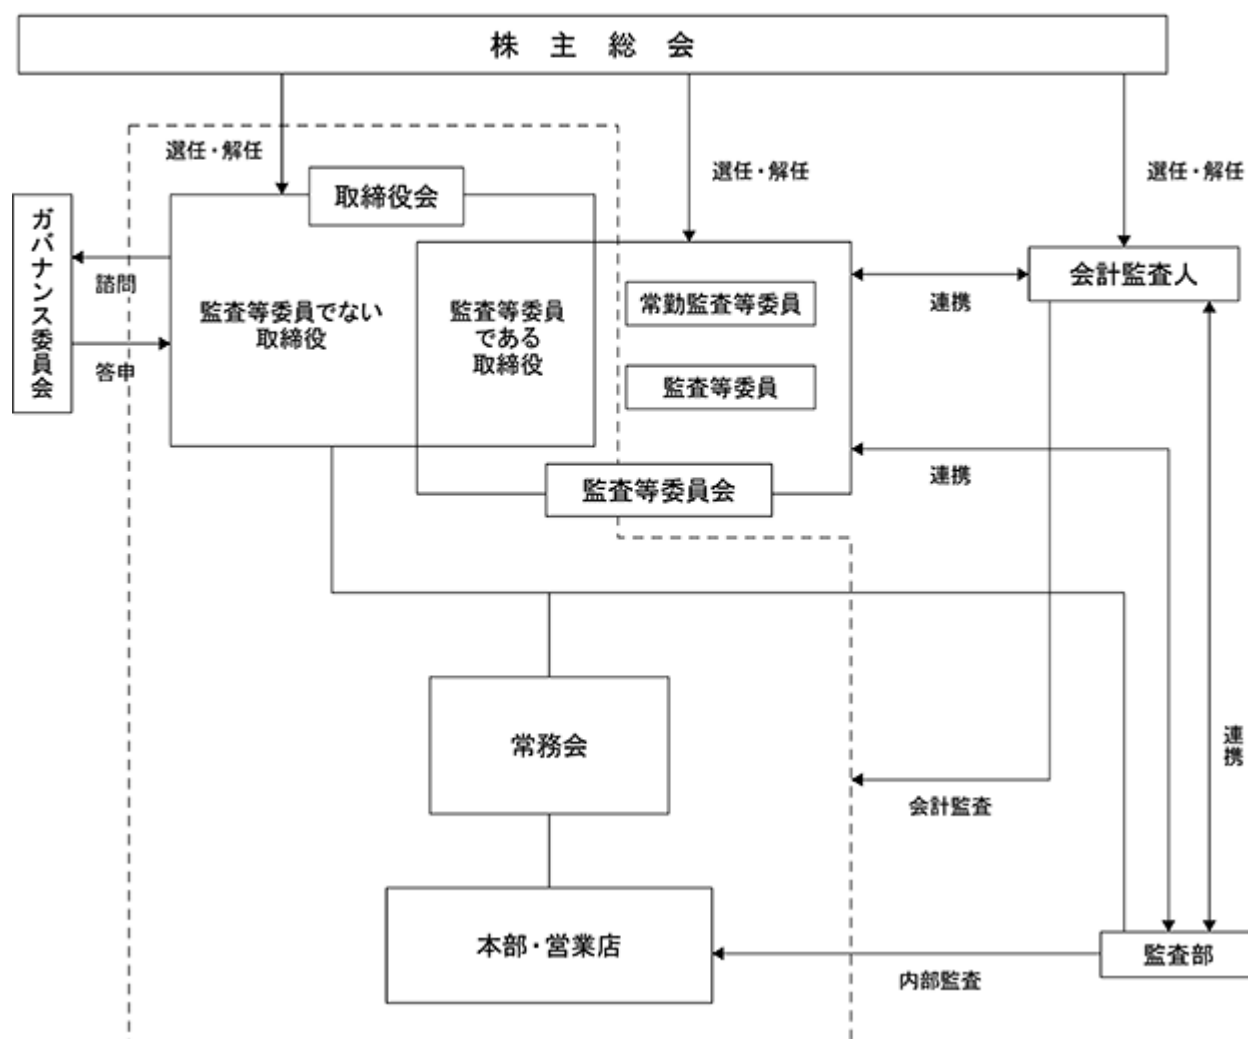 株主総会
選任・解任
選任・解任
選任・解任
取締役会
ガバナンス委員会
諮問
答申
監査等委員でない
取締役
監査等委員
である
取締役
常勤監査等委員
監査等委員
監査等委員会
連携
会計監査人
連携
常務会
連携
会計監査
本部・営業店
内部監査
監査部